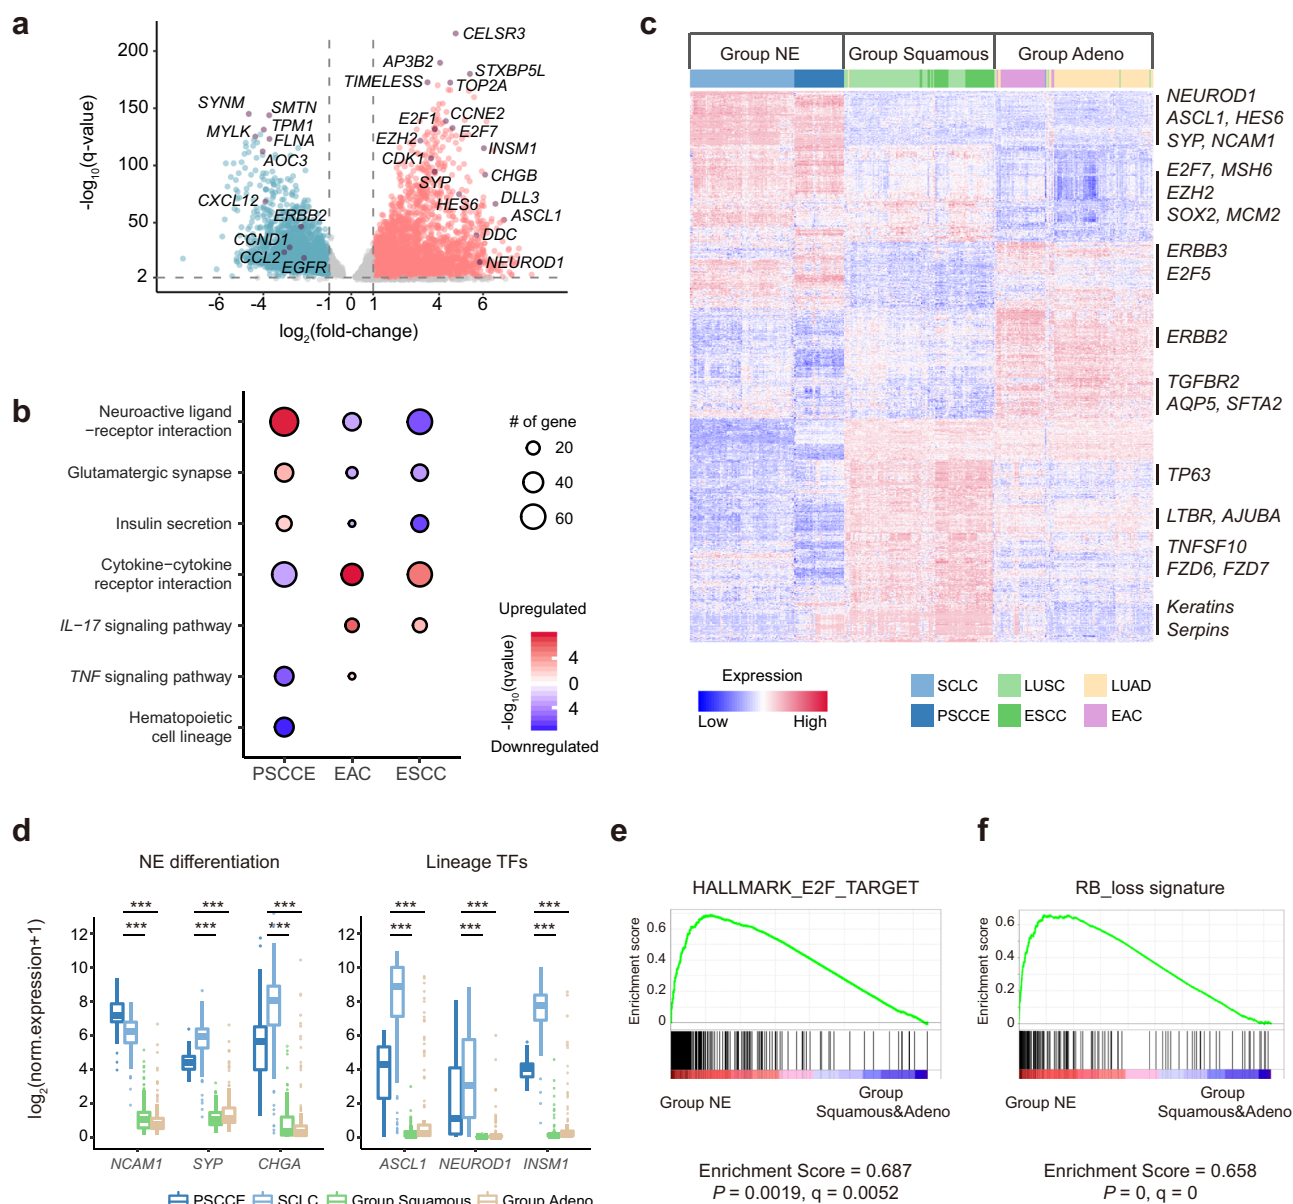 a
200
150
100
50
2
-log10(q-value)
-6
-4
-1
0
1
4
6
log2(fold-change)
CELSR3
AP3B2
STXBP5L
TIMELESS
TOP2A
SYNM
SMTN
TPM1
MYLK
FLNA
AOC3
E2F1
CCNE2
E2F7
EZH2
INSM1
CDK1
CHGB
SYP
CXCL12
HES6
DLL3
ERBB2
ASCL1
CCND1
DDC
CCL2
EGFR
NEUROD1
b
Neuroactive ligand
−receptor interaction
Glutamatergic synapse
Insulin secretion
Cytokine−cytokine
receptor interaction
IL−17 signaling pathway
TNF signaling pathway
Hematopoietic
cell lineage
PSCCE
EAC
ESCC
# of gene
20
40
60
Upregulated
-log10(qvalue)
4
0
4
Downregulated
c
Group NE
Group Squamous
Group Adeno
NEUROD1
ASCL1, HES6
SYP, NCAM1
E2F7, MSH6
EZH2
SOX2, MCM2
ERBB3
E2F5
ERBB2
TGFBR2
AQP5, SFTA2
TP63
LTBR, AJUBA
TNFSF10
FZD6, FZD7
Keratins
Serpins
Expression
Low
High
SCLC
LUSC
LUAD
PSCCE
ESCC
EAC
d
NE differentiation
Lineage TFs
log2(norm.expression+1)
*** *** ***
*** *** ***
12
10
8
6
4
2
0
NCAM1
SYP
CHGA
*** *** ***
*** *** ***
12
10
8
6
4
2
0
ASCL1
NEUROD1
INSM1
PSCCE
SCLC
Group Squamous
Group Adeno
e
HALLMARK_E2F_TARGET
Enrichment score
0.6
0.4
0.2
0
Group NE
Group
Squamous&Adeno
Enrichment Score = 0.687
P = 0.0019, q = 0.0052
f
RB_loss signature
Enrichment score
0.6
0.4
0.2
0
Group NE
Group
Squamous&Adeno
Enrichment Score = 0.658
P = 0, q = 0